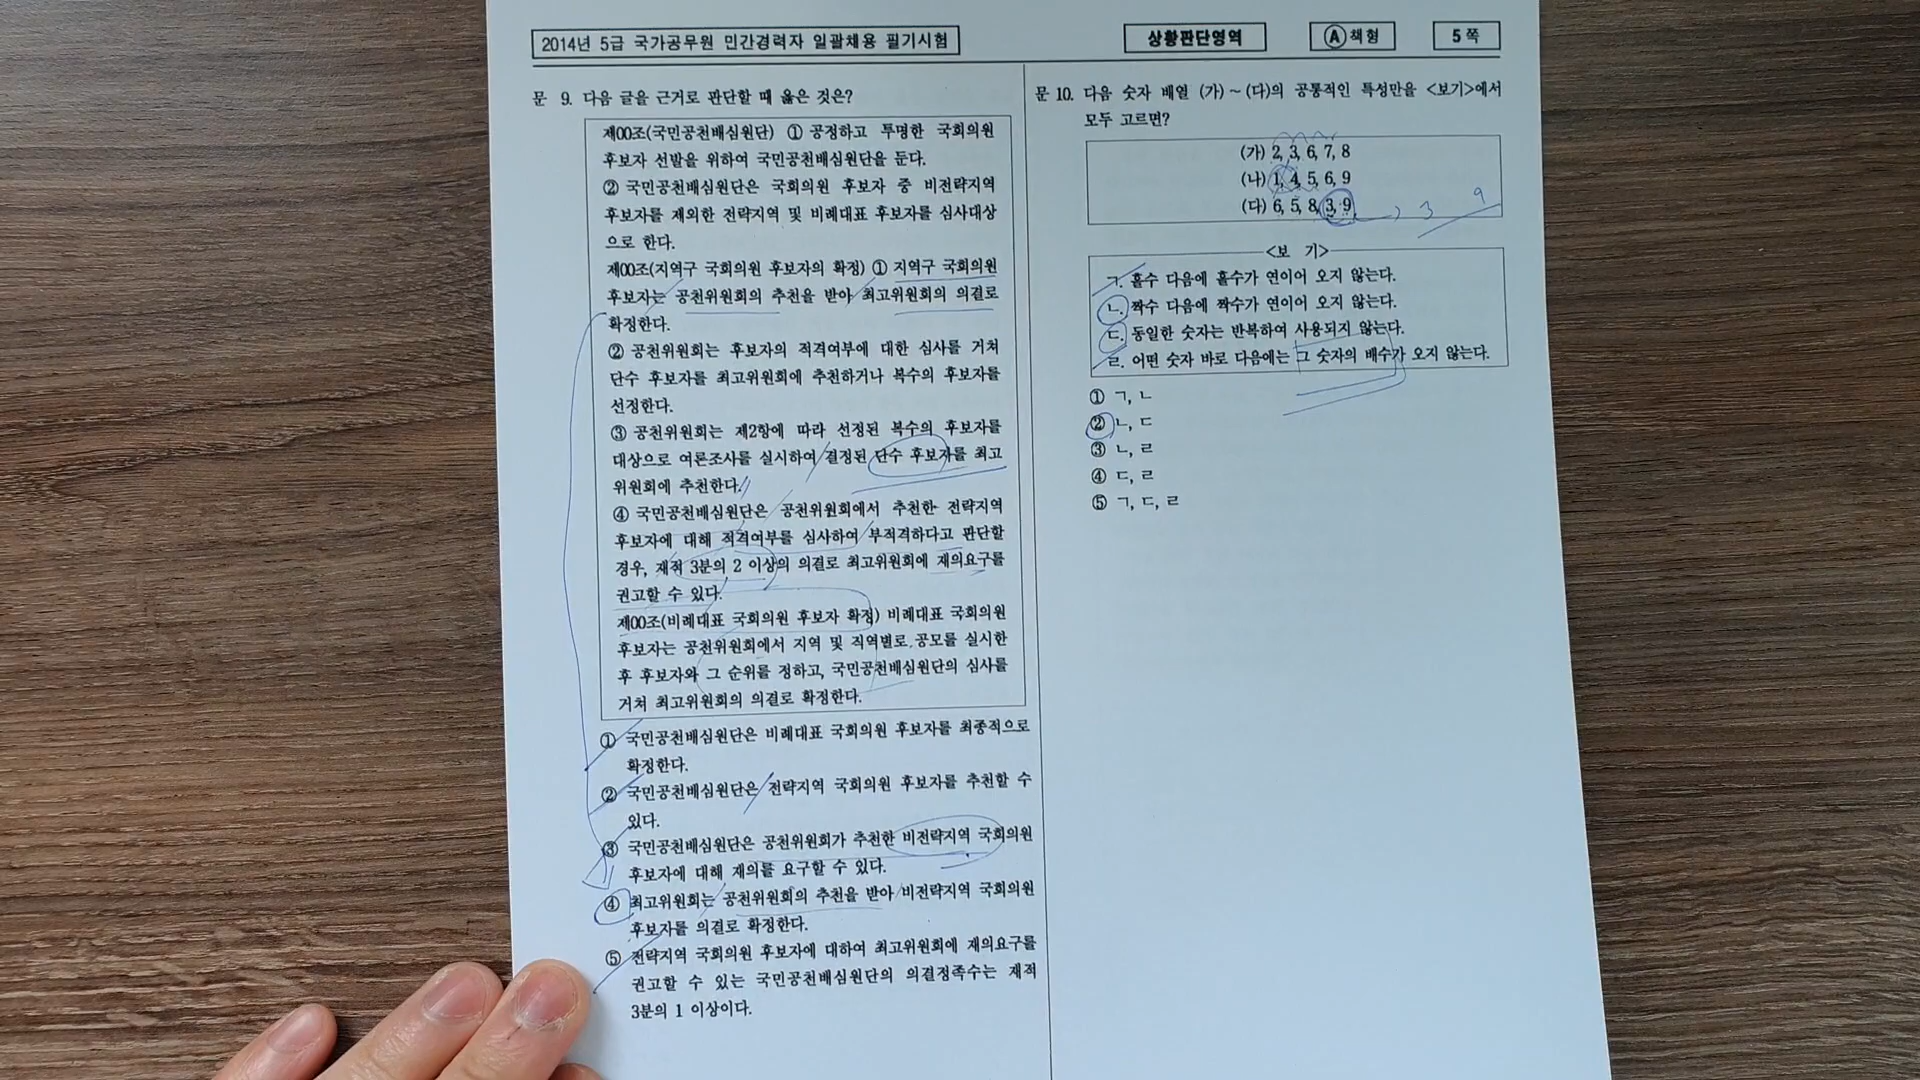 2014년 5급 국가공무원 민간경력자 일괄채용 필기시험
상황판단영역
Ⓐ책형
5쪽
문 9. 다음 글을 근거로 판단할 때 옳은 것은?
제00조(국민공천배심원단) ① 공정하고 투명한 국회의원
후보자 선발을 위하여 국민공천배심원단을 둔다.
② 국민공천배심원단은 국회의원 후보자 중 비전략지역
후보자를 제외한 전략지역 및 비례대표 후보자를 심사대상
으로 한다.
제00조(지역구 국회의원 후보자의 확정) ① 지역구 국회의원
후보자는 공천위원회의 추천을 받아 최고위원회의 의결로
확정한다.
② 공천위원회는 후보자의 적격여부에 대한 심사를 거쳐
단수 후보자를 최고위원회에 추천하거나 복수의 후보자를
선정한다.
③ 공천위원회는 제2항에 따라 선정된 복수의 후보자를
대상으로 여론조사를 실시하여 결정된 단수 후보자를 최고
위원회에 추천한다.
④ 국민공천배심원단은 공천위원회에서 추천한 전략지역
후보자에 대해 적격여부를 심사하여 부적격하다고 판단할
경우, 재적 3분의 2 이상의 의결로 최고위원회에 재의요구를
권고할 수 있다.
제00조(비례대표 국회의원 후보자 확정) 비례대표 국회의원
후보자는 공천위원회에서 지역 및 직역별로 공모를 실시한
후 후보자와 그 순위를 정하고, 국민공천배심원단의 심사를
거쳐 최고위원회의 의결로 확정한다.
① 국민공천배심원단은 비례대표 국회의원 후보자를 최종적으로
확정한다.
② 국민공천배심원단은 전략지역 국회의원 후보자를 추천할 수
있다.
③ 국민공천배심원단은 공천위원회가 추천한 비전략지역 국회의원
후보자에 대해 재의를 요구할 수 있다.
④ 최고위원회는 공천위원회의 추천을 받아 비전략지역 국회의원
후보자를 의결로 확정한다.
⑤ 전략지역 국회의원 후보자에 대하여 최고위원회에 재의요구를
권고할 수 있는 국민공천배심원단의 의결정족수는 재적
3분의 1 이상이다.
문 10. 다음 숫자 배열 (가)~(다)의 공통적인 특성만을 <보기>에서
모두 고르면?
(가) 2, 3, 6, 7, 8
(나) 1, 4, 5, 6, 9
(다) 6, 5, 8, 3, 9
3 9
<보 기>
ㄱ. 홀수 다음에 홀수가 연이어 오지 않는다.
ㄴ. 짝수 다음에 짝수가 연이어 오지 않는다.
ㄷ. 동일한 숫자는 반복하여 사용되지 않는다.
ㄹ. 어떤 숫자 바로 다음에는 그 숫자의 배수가 오지 않는다.
① ㄱ, ㄴ
② ㄴ, ㄷ
③ ㄴ, ㄹ
④ ㄷ, ㄹ
⑤ ㄱ, ㄷ, ㄹ